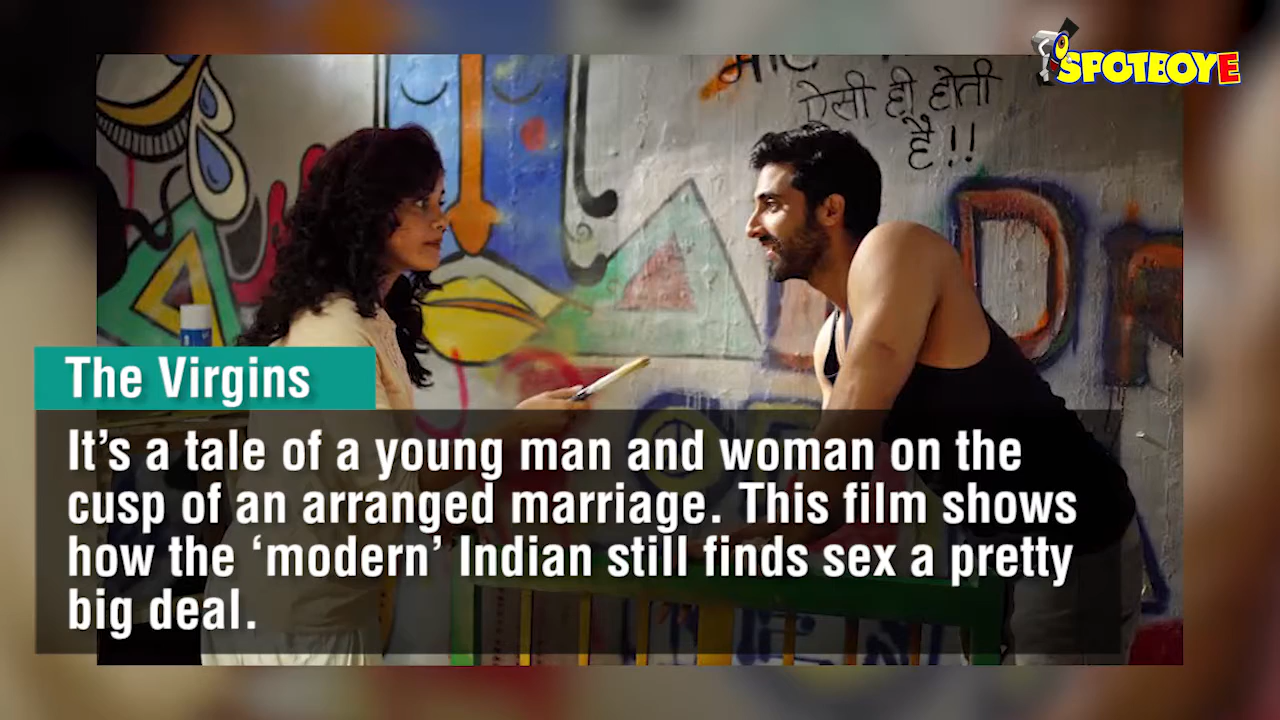 SPOTBOYE
ऐसी ही होती
है!!
The Virgins
It’s a tale of a young man and woman on the
cusp of an arranged marriage. This film shows
how the ‘modern’ Indian still finds sex a pretty
big deal.